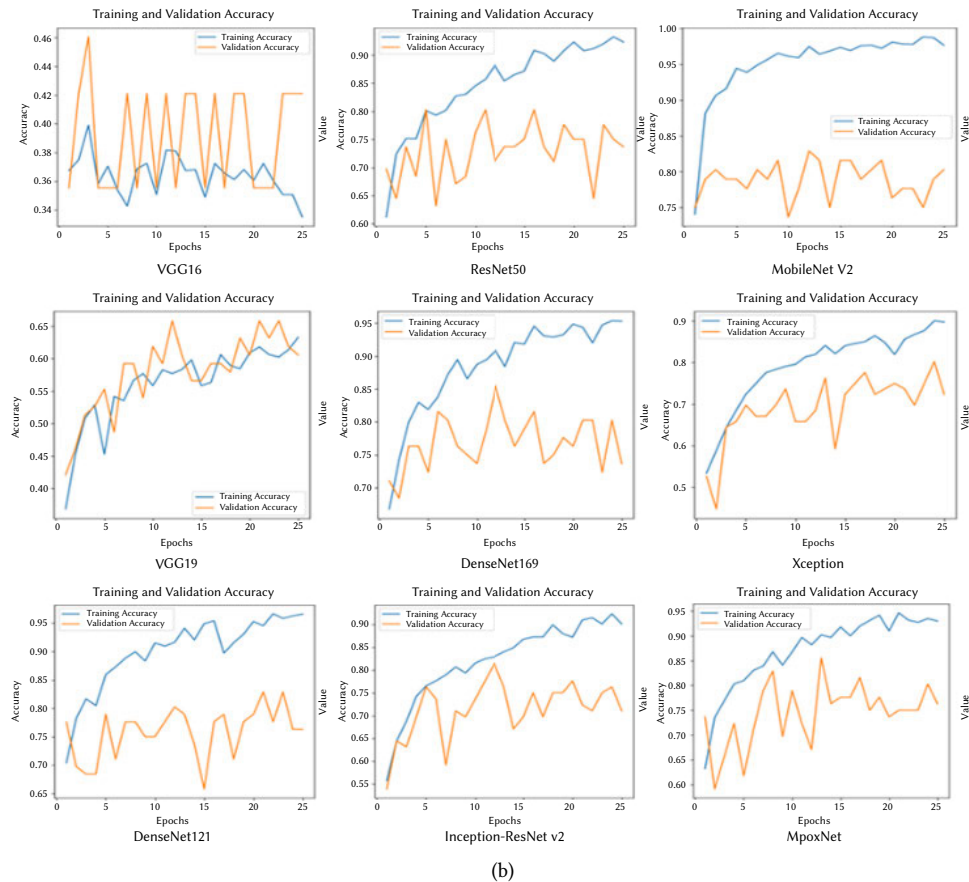 Training and Validation Accuracy
Training Accuracy
Validation Accuracy
Accuracy
0.46
0.42
0.38
0.36
0.34
0
5
10
15
20
25
Epochs
Value
VGG16
Training and Validation Accuracy
Training Accuracy
Validation Accuracy
Accuracy
0.90
0.85
0.80
0.75
0.70
0.65
0.60
0
5
10
15
20
25
Epochs
Value
ResNet50
Training and Validation Accuracy
Training Accuracy
Validation Accuracy
Accuracy
1.00
0.95
0.90
0.85
0.80
0.75
0
5
10
15
20
25
Epochs
MobileNet V2
Training and Validation Accuracy
Training Accuracy
Validation Accuracy
Accuracy
0.65
0.60
0.55
0.50
0.45
0.40
0
5
10
15
20
25
Epochs
Value
VGG19
Training and Validation Accuracy
Training Accuracy
Validation Accuracy
Accuracy
0.95
0.90
0.85
0.80
0.75
0.70
0
5
10
15
20
25
Epochs
Value
DenseNet169
Training and Validation Accuracy
Training Accuracy
Validation Accuracy
Accuracy
0.9
0.8
0.7
0.6
0.5
0
5
10
15
20
25
Epochs
Value
Xception
Training and Validation Accuracy
Training Accuracy
Validation Accuracy
Accuracy
0.95
0.90
0.85
0.80
0.75
0.70
0.65
0
5
10
15
20
25
Epochs
Value
DenseNet121
Training and Validation Accuracy
Training Accuracy
Validation Accuracy
Accuracy
0.90
0.85
0.80
0.75
0.70
0.65
0.60
0.55
0
5
10
15
20
25
Epochs
Value
Inception-ResNet v2
Training and Validation Accuracy
Training Accuracy
Validation Accuracy
Accuracy
0.95
0.90
0.85
0.80
0.75
0.70
0.65
0.60
0
5
10
15
20
25
Epochs
Value
MpoxNet
(b)